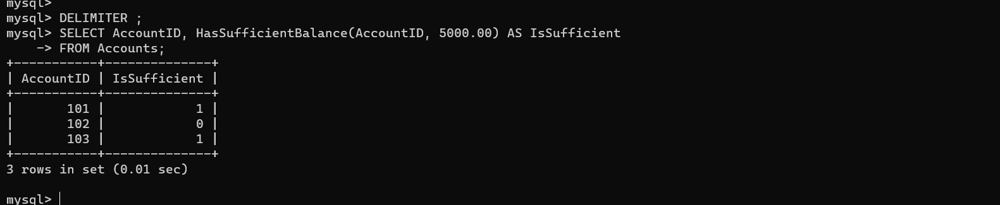 mysql>
mysql> DELIMITER ;
mysql> SELECT AccountID, HasSufficientBalance(AccountID, 5000.00) AS IsSufficient
    -> FROM Accounts;
+-----------+--------------+
| AccountID | IsSufficient |
+-----------+--------------+
|       101 |            1 |
|       102 |            0 |
|       103 |            1 |
+-----------+--------------+
3 rows in set (0.01 sec)
mysql>